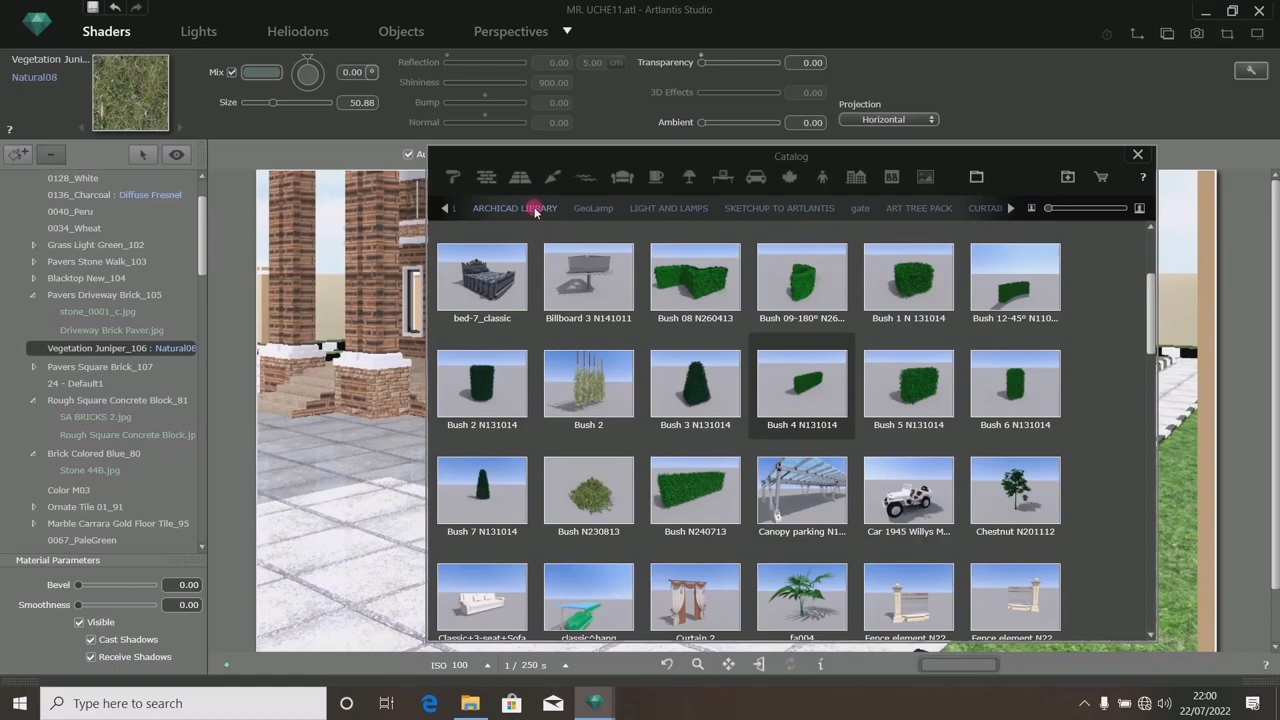 MR. UCHE11.atl - Artlantis Studio
Shaders
Lights
Heliodons
Objects
Perspectives
Vegetation Juni...
Natural08
?
Mix
0.00 °
Size
50.88
Reflection
0.00
5.00 cm
Shininess
900.00
Bump
0.00
Normal
0.00
Transparency
0.00
3D Effects
0.00
Ambient
0.00
Projection
Horizontal
Au
0128_White
0136_Charcoal : Diffuse Fresnel
0040_Peru
0034_Wheat
Grass Light Green_102
Pavers Stone Walk_103
Blacktop New_104
Pavers Driveway Brick_105
stone_0001_c.jpg
Driveway Brick Paver.jpg
Vegetation Juniper_106 : Natural08
Pavers Square Brick_107
24 - Default1
Rough Square Concrete Block_81
SA BRICKS 2.jpg
Rough Square Concrete Block.jp
Brick Colored Blue_80
Stone 44B.jpg
Color M03
Ornate Tile 01_91
Marble Carrara Gold Floor Tile_95
0067_PaleGreen
Material Parameters
Bevel
0.00
Smoothness
0.00
Visible
Cast Shadows
Receive Shadows
Catalog
?
ARCHICAD LIBRARY
GeoLamp
LIGHT AND LAMPS
SKETCHUP TO ARTLANTIS
gate
ART TREE PACK
CURTAI
bed-7_classic
Billboard 3 N141011
Bush 08 N260413
Bush 09-180° N26...
Bush 1 N 131014
Bush 12-45° N110...
Bush 2 N131014
Bush 2
Bush 3 N131014
Bush 4 N131014
Bush 5 N131014
Bush 6 N131014
Bush 7 N131014
Bush N230813
Bush N240713
Canopy parking N1...
Car 1945 Willys M...
Chestnut N201112
Classic+3-seat+Sofa
classic^bang
Curtain 2
fa004
Fence element N22
Fence element N22
ISO 100
1 / 250 s
?
Type here to search
22:00
22/07/2022